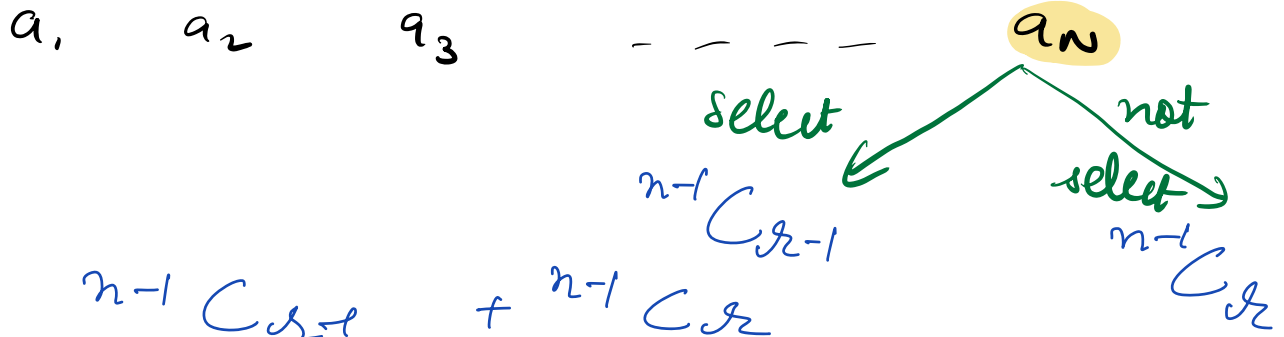 a₁ a₂ a₃ _ _ _ _ aₙ
select not
select
ⁿ⁻¹Cᵣ₋₁ ⁿ⁻¹Cᵣ
ⁿ⁻¹Cᵣ₋₁ + ⁿ⁻¹Cᵣ